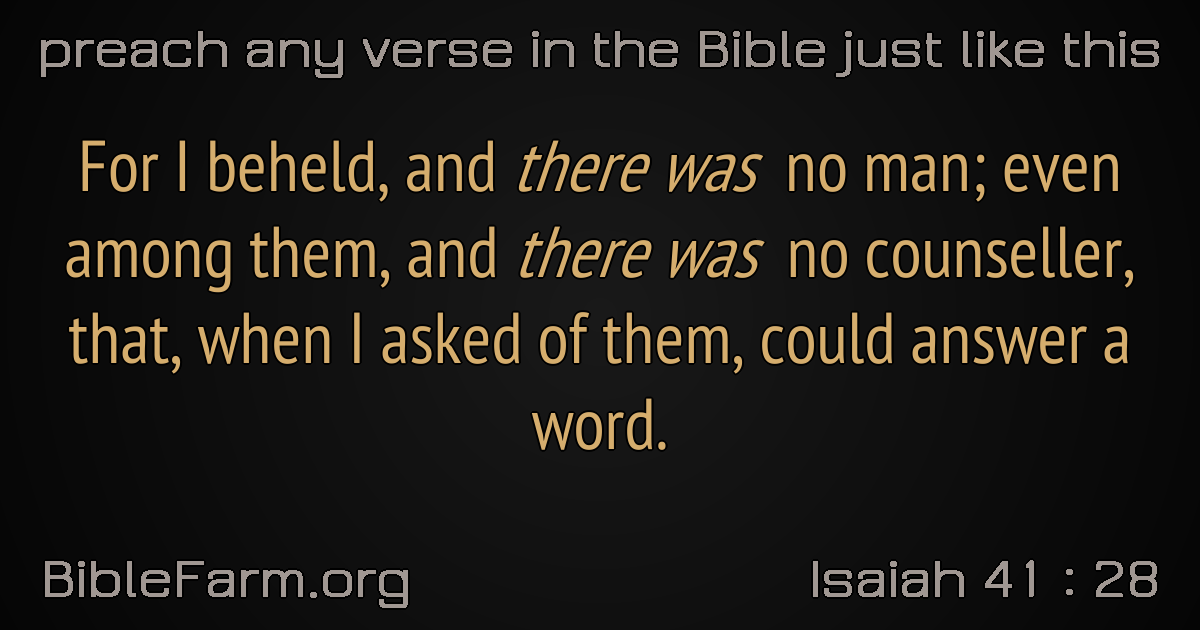 preach any verse in the Bible just like this
For I beheld, and there was no man; even
among them, and there was no counseller,
that, when I asked of them, could answer a
word.
BibleFarm.org
Isaiah 41 : 28